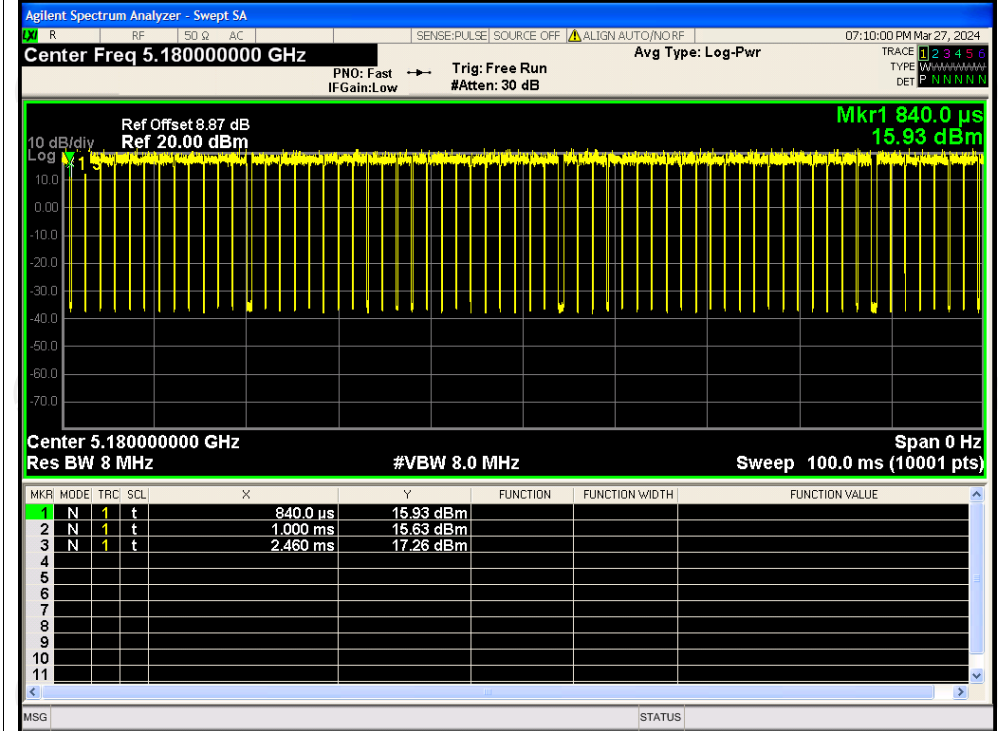 Agilent Spectrum Analyzer - Swept SA
LXI R RF 50 Ω AC SENSE:PULSE SOURCE OFF ALIGN AUTO/NO RF 07:10:00 PM Mar 27, 2024
Center Freq 5.180000000 GHz Avg Type: Log-Pwr TRACE 1 2 3 4 5 6
PNO: Fast Trig: Free Run TYPE WWWWWW
IFGain:Low #Atten: 30 dB DET P N N N N N
Mkr1 840.0 µs
Ref Offset 8.87 dB
10 dB/div Ref 20.00 dBm 15.93 dBm
Log
1
3
10.0
0.00
-10.0
-20.0
-30.0
-40.0
-50.0
-60.0
-70.0
Center 5.180000000 GHz Span 0 Hz
Res BW 8 MHz #VBW 8.0 MHz Sweep 100.0 ms (10001 pts)
MKR MODE TRC SCL X Y FUNCTION FUNCTION WIDTH FUNCTION VALUE
1 N 1 t 840.0 µs 15.93 dBm
2 N 1 t 1.000 ms 15.63 dBm
3 N 1 t 2.460 ms 17.26 dBm
4
5
6
7
8
9
10
11
MSG STATUS